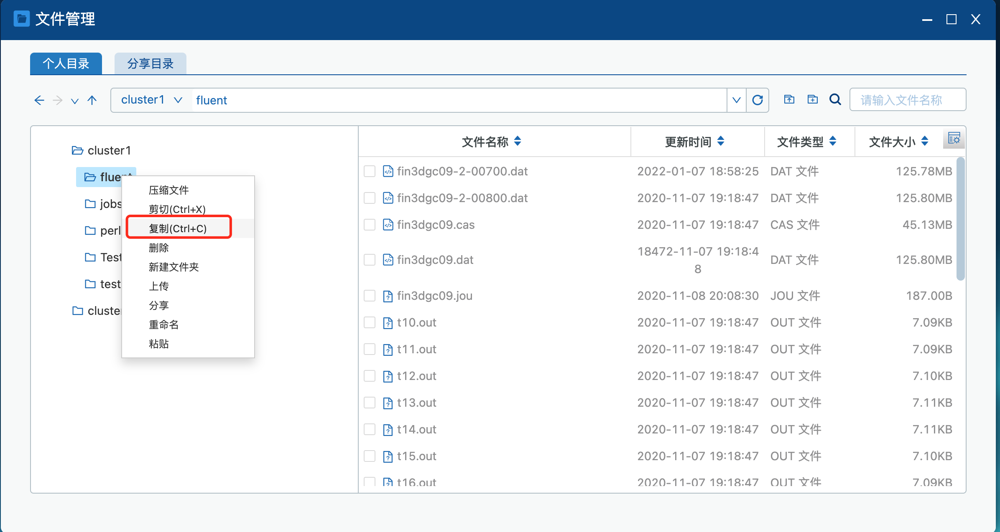 文件管理
个人目录
分享目录
cluster1
fluent
请输入文件名称
cluster1
jobs
perl
Test
test
压缩文件
剪切(Ctrl+X)
复制(Ctrl+C)
删除
新建文件夹
上传
分享
重命名
粘贴
文件名称 更新时间 文件类型 文件大小
fin3dgc09-2-00700.dat 2022-01-07 18:58:25 DAT 文件 125.78MB
fin3dgc09-2-00800.dat 2020-11-07 19:18:47 DAT 文件 125.80MB
fin3dgc09.cas 2020-11-07 19:18:47 CAS 文件 45.13MB
fin3dgc09.dat 18472-11-07 19:18:48 DAT 文件 125.80MB
fin3dgc09.jou 2020-11-08 20:08:30 JOU 文件 187.00B
t10.out 2020-11-07 19:18:47 OUT 文件 7.09KB
t11.out 2020-11-07 19:18:47 OUT 文件 7.09KB
t12.out 2020-11-07 19:18:47 OUT 文件 7.10KB
t13.out 2020-11-07 19:18:47 OUT 文件 7.11KB
t14.out 2020-11-07 19:18:47 OUT 文件 7.11KB
t15.out 2020-11-07 19:18:47 OUT 文件 7.10KB
t16.out 2020-11-07 19:18:47 OUT 文件 7.09KB